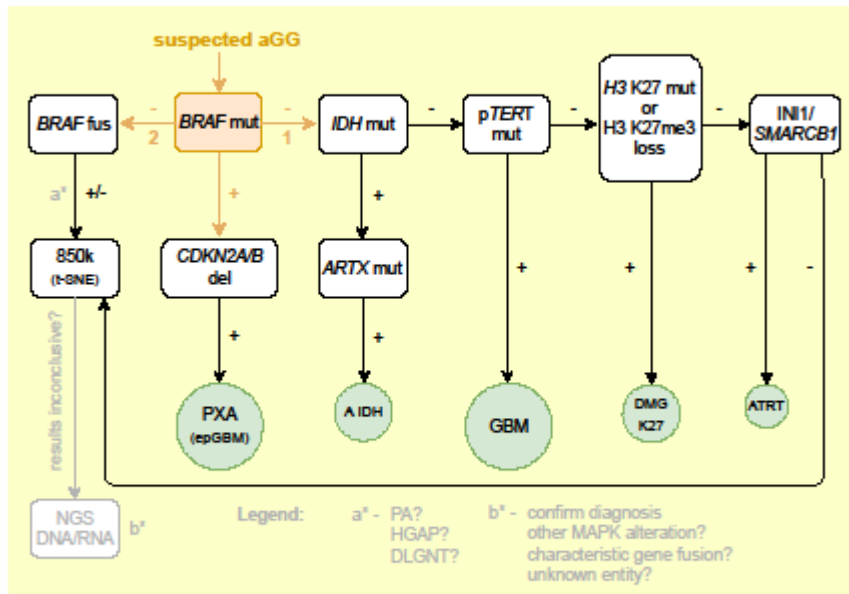 suspected aGG
BRAF fus
-
2
BRAF mut
-
1
IDH mut
-
pTERT
mut
-
H3 K27 mut
or
H3 K27me3
loss
-
INI1/
SMARCB1
a*
+/-
+
+
+
+
+
-
850k
(t-SNE)
CDKN2A/B
del
ARTX mut
+
+
results inconclusive?
PXA
(epGBM)
A IDH
GBM
DMG
K27
ATRT
NGS
DNA/RNA
b*
Legend:
a* - PA?
HGAP?
DLGNT?
b* - confirm diagnosis
other MAPK alteration?
characteristic gene fusion?
unknown entity?